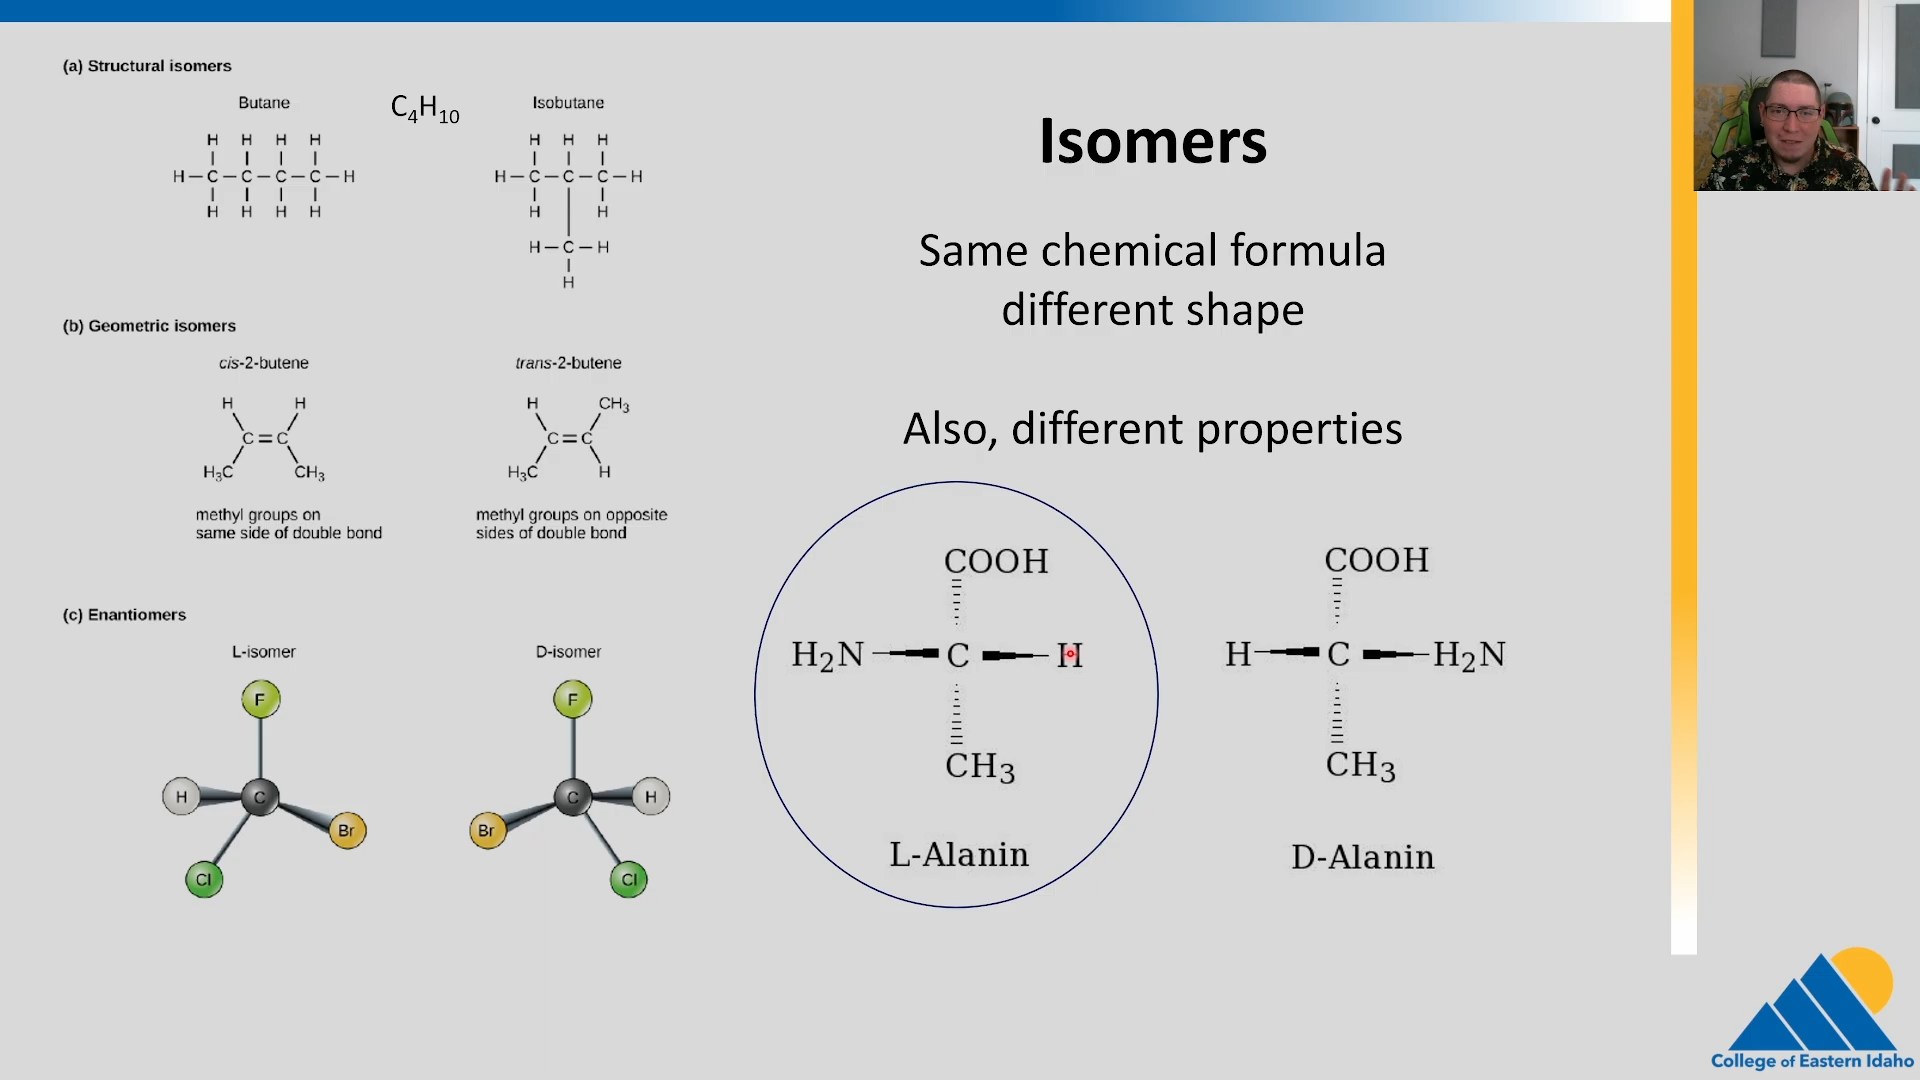 (a) Structural isomers
Butane
C4H10
Isobutane
H H H H
H–C–C–C–C–H
H H H H
H H H
H–C–C–C–H
H H
H–C–H
H
(b) Geometric isomers
cis-2-butene
H H
C=C
H3C CH3
methyl groups on
same side of double bond
trans-2-butene
H CH3
C=C
H3C H
methyl groups on opposite
sides of double bond
(c) Enantiomers
L-isomer
F
H C Br
Cl
D-isomer
F
Br C H
Cl
Isomers
Same chemical formula
different shape
Also, different properties
COOH
H2N C H
CH3
L-Alanin
COOH
H C H2N
CH3
D-Alanin
College of Eastern Idaho